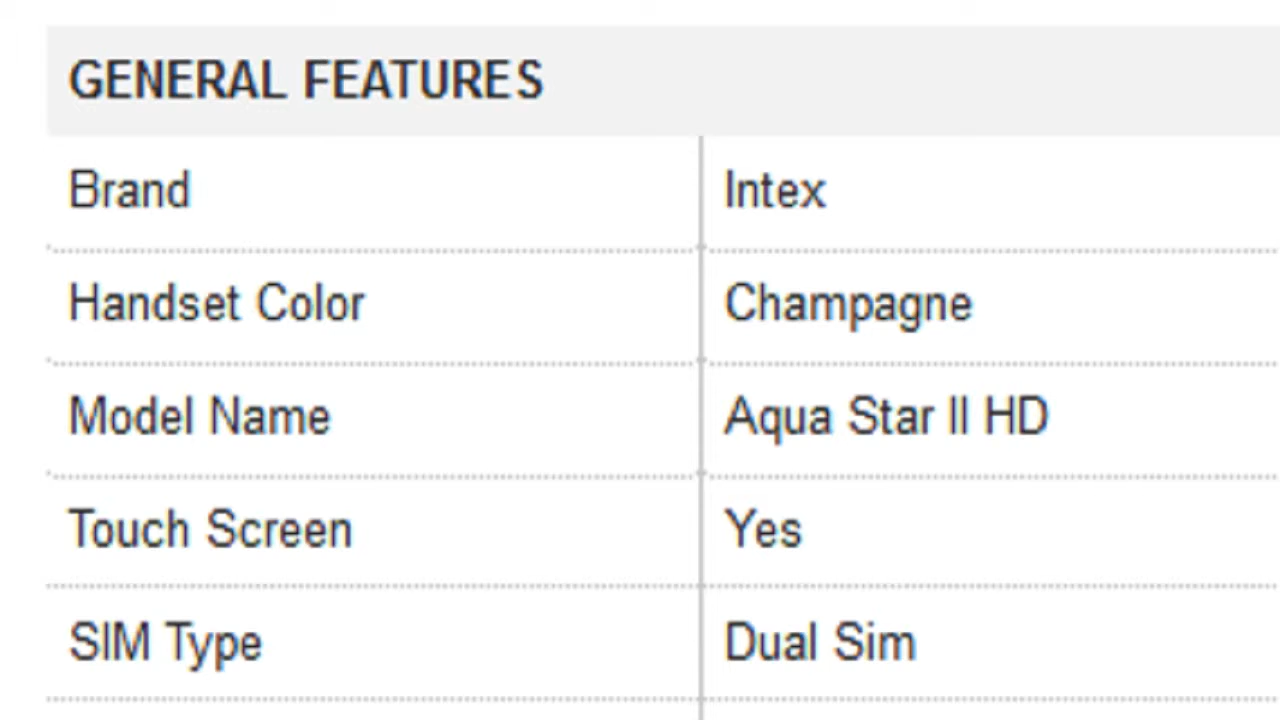 GENERAL FEATURES
Brand Intex
Handset Color Champagne
Model Name Aqua Star II HD
Touch Screen Yes
SIM Type Dual Sim